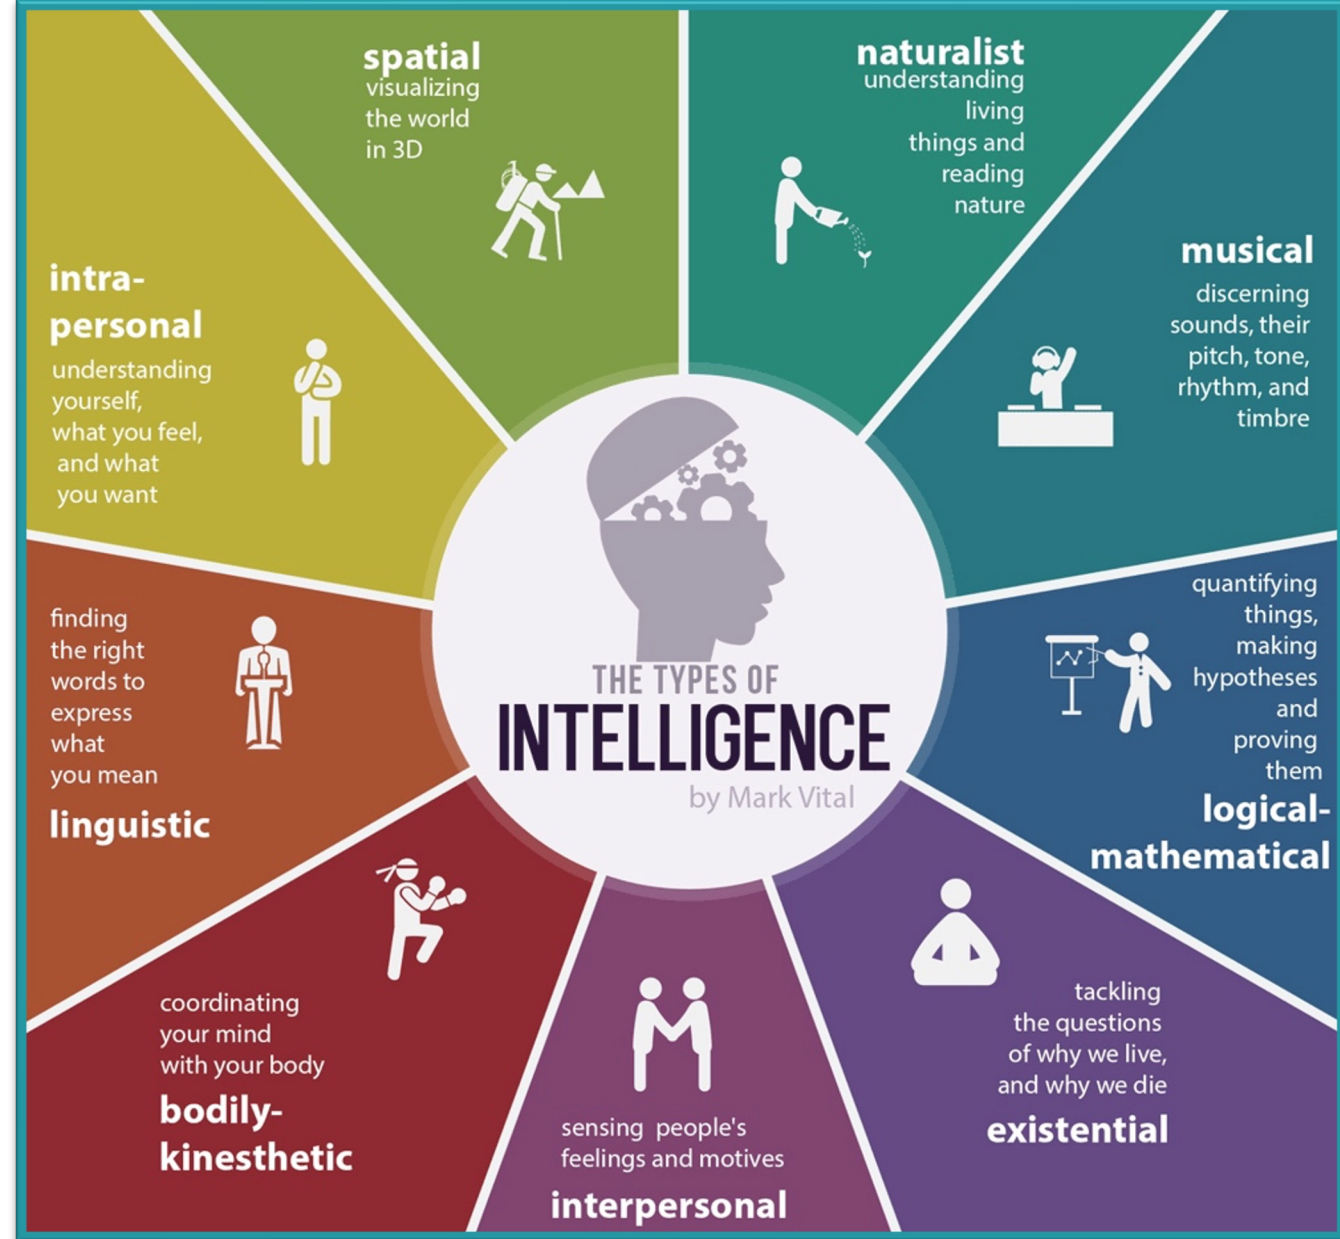 spatial
visualizing
the world
in 3D
naturalist
understanding
living
things and
reading
nature
musical
discerning
sounds, their
pitch, tone,
rhythm, and
timbre
intra-
personal
understanding
yourself,
what you feel,
and what
you want
quantifying
things,
making
hypotheses
and
proving
them
logical-
mathematical
finding
the right
words to
express
what
you mean
linguistic
THE TYPES OF
INTELLIGENCE
by Mark Vital
coordinating
your mind
with your body
bodily-
kinesthetic
sensing people's
feelings and motives
interpersonal
tackling
the questions
of why we live,
and why we die
existential